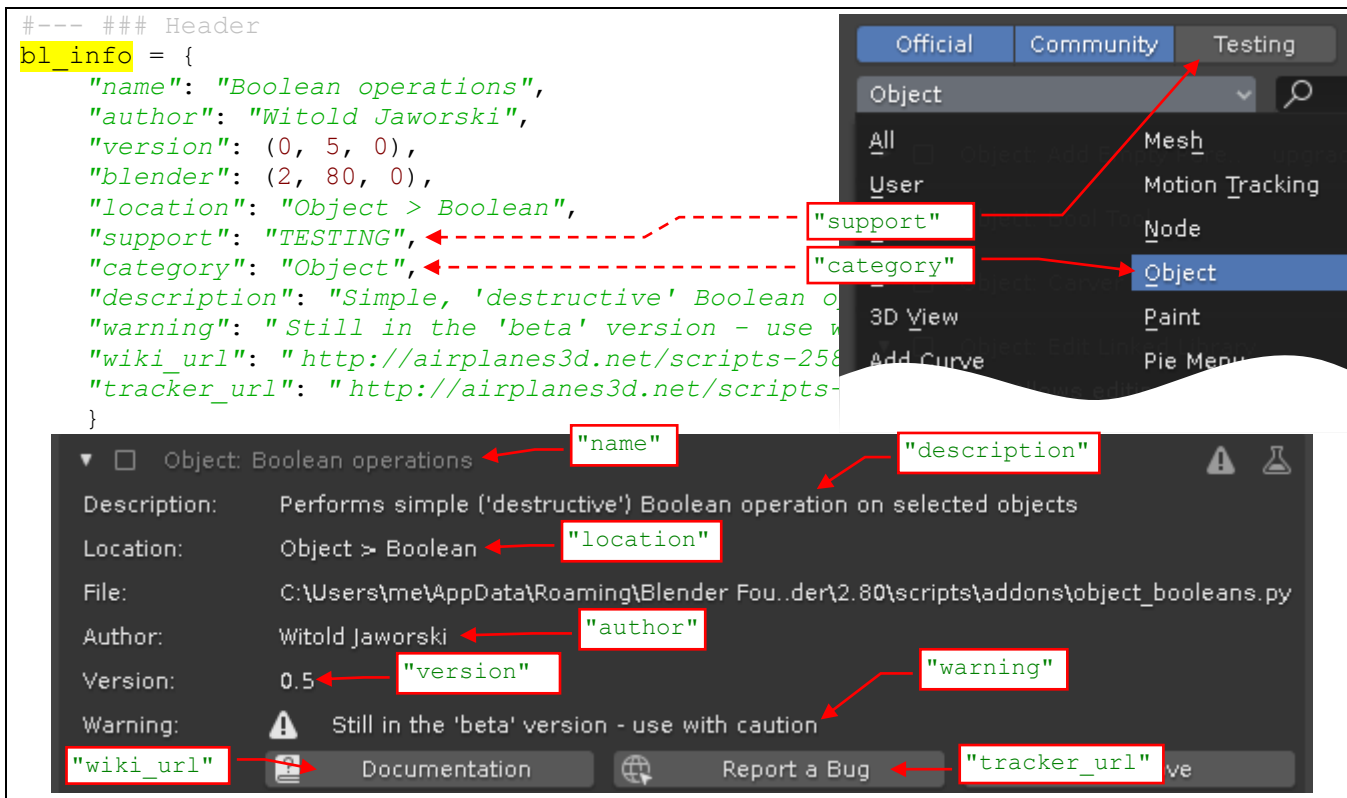 #--- ### Header
bl_info = {
"name": "Boolean operations",
"author": "Witold Jaworski",
"version": (0, 5, 0),
"blender": (2, 80, 0),
"location": "Object > Boolean",
"support": "TESTING",
"category": "Object",
"description": "Simple, 'destructive' Boolean
"warning": "Still in the 'beta' version - use
"wiki_url": "http://airplanes3d.net/scripts-258
"tracker_url": "http://airplanes3d.net/scripts-
}
Official Community Testing
Object
All Mesh
User Motion Tracking
"support"
Node
"category"
Object
3D View Paint
Add Curve Pie Menu
"name"
"description"
Object: Boolean operations
Description: Performs simple ('destructive') Boolean operation on selected objects
Location: Object > Boolean
"location"
File: C:\Users\me\AppData\Roaming\Blender Fou..der\2.80\scripts\addons\object_booleans.py
Author: Witold Jaworski
"author"
Version: 0.5
"version"
"warning"
Warning: Still in the 'beta' version - use with caution
"wiki_url"
Documentation
Report a Bug
"tracker_url"